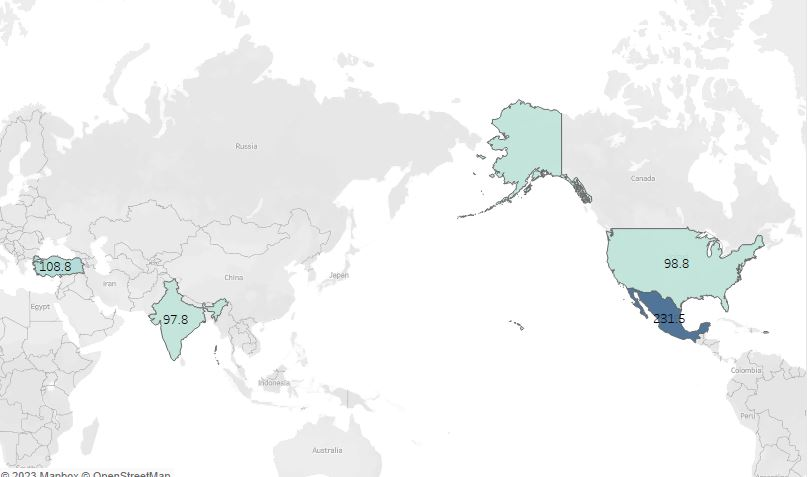 Russia
Canada
98.8
108.8
China
Japan
Iran
Egypt
97.8
231.5
Colombia
Indonesia
Peru
Australia
© 2023 Mapbox © OpenStreetMap